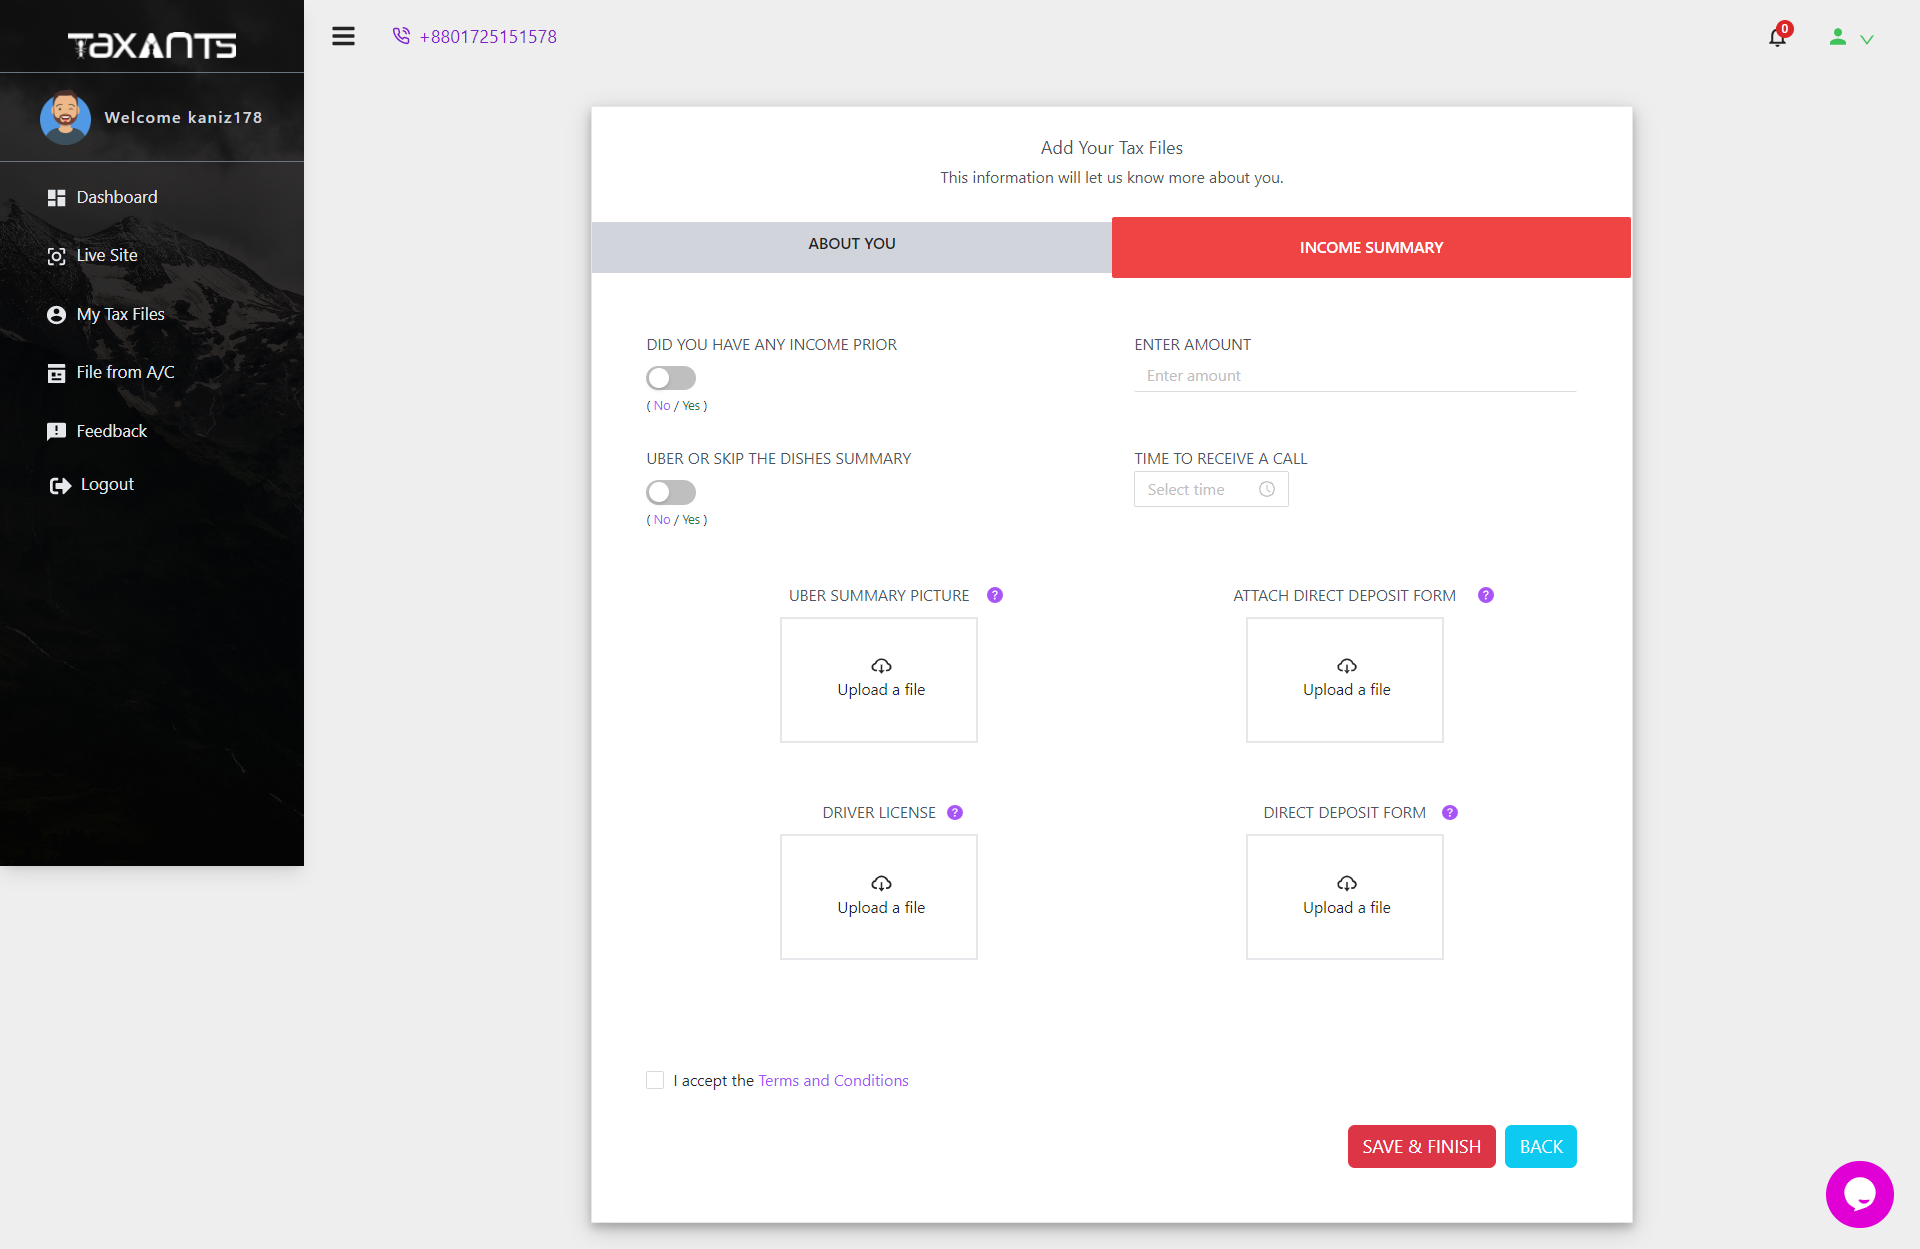 TaxANTS
Welcome kaniz178
Dashboard
Live Site
My Tax Files
File from A/C
Feedback
Logout
+8801725151578
0
Add Your Tax Files
This information will let us know more about you.
ABOUT YOU
INCOME SUMMARY
DID YOU HAVE ANY INCOME PRIOR
( No / Yes )
ENTER AMOUNT
Enter amount
UBER OR SKIP THE DISHES SUMMARY
( No / Yes )
TIME TO RECEIVE A CALL
Select time
UBER SUMMARY PICTURE ?
Upload a file
ATTACH DIRECT DEPOSIT FORM ?
Upload a file
DRIVER LICENSE ?
Upload a file
DIRECT DEPOSIT FORM ?
Upload a file
I accept the Terms and Conditions
SAVE & FINISH
BACK